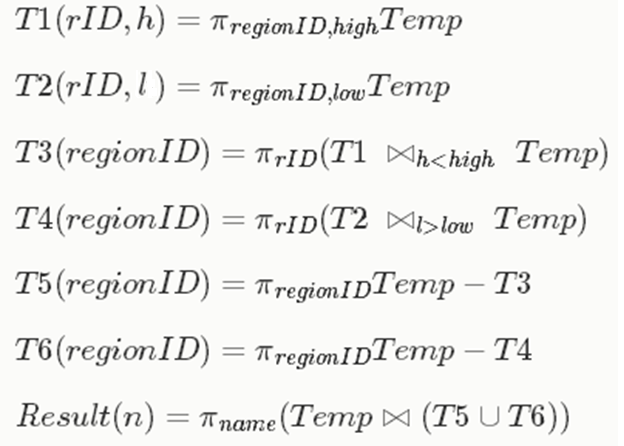 T1(rID, h) = π_{regionID,high}Temp
T2(rID, l ) = π_{regionID,low}Temp
T3(regionID) = π_{rID}(T1 ⋈_{h<high} Temp)
T4(regionID) = π_{rID}(T2 ⋈_{l>low} Temp)
T5(regionID) = π_{regionID}Temp − T3
T6(regionID) = π_{regionID}Temp − T4
Result(n) = π_{name}(Temp ⋈ (T5 ∪ T6))